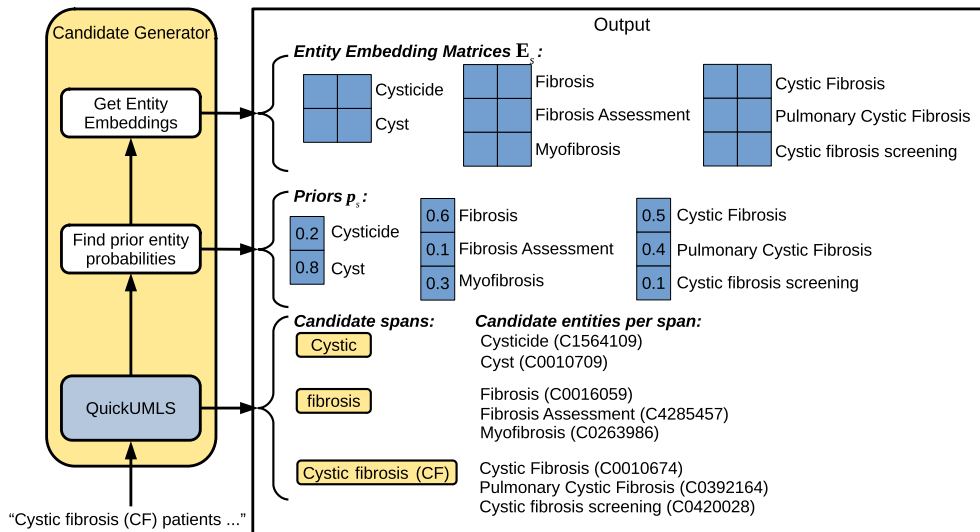 Candidate Generator
Get Entity
Embeddings
Find prior entity
probabilities
QuickUMLS
“Cystic fibrosis (CF) patients ...”
Output
Entity Embedding Matrices Es:
Cysticide
Cyst
Fibrosis
Fibrosis Assessment
Myofibrosis
Cystic Fibrosis
Pulmonary Cystic Fibrosis
Cystic fibrosis screening
Priors ps:
0.2 Cysticide
0.8 Cyst
0.6 Fibrosis
0.1 Fibrosis Assessment
0.3 Myofibrosis
0.5 Cystic Fibrosis
0.4 Pulmonary Cystic Fibrosis
0.1 Cystic fibrosis screening
Candidate spans:
Candidate entities per span:
Cystic
Cysticide (C1564109)
Cyst (C0010709)
fibrosis
Fibrosis (C0016059)
Fibrosis Assessment (C4285457)
Myofibrosis (C0263986)
Cystic fibrosis (CF)
Cystic Fibrosis (C0010674)
Pulmonary Cystic Fibrosis (C0392164)
Cystic fibrosis screening (C0420028)